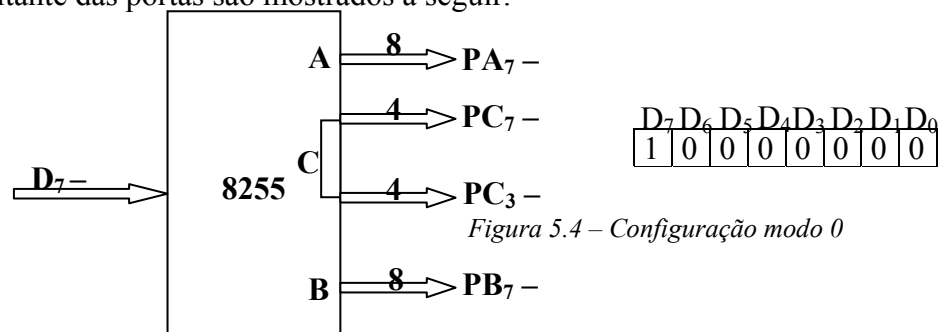 itante das portas são mostrados a seguir:
A 8 PA₇ –
4 PC₇ –
D₇ D₆ D₅ D₄ D₃ D₂ D₁ D₀
1 0 0 0 0 0 0 0
C
D₇ –
8255
4 PC₃ –
Figura 5.4 – Configuração modo 0
B 8 PB₇ –